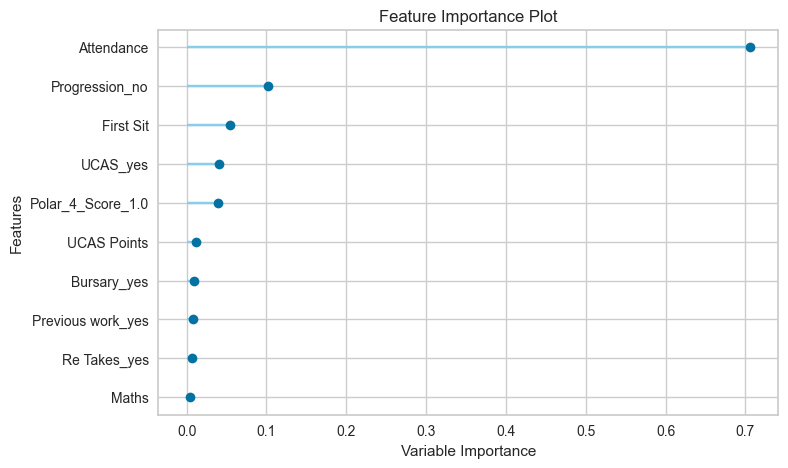 Feature Importance Plot
Features
Attendance
Progression_no
First Sit
UCAS_yes
Polar_4_Score_1.0
UCAS Points
Bursary_yes
Previous work_yes
Re Takes_yes
Maths
0.0 0.1 0.2 0.3 0.4 0.5 0.6 0.7
Variable Importance